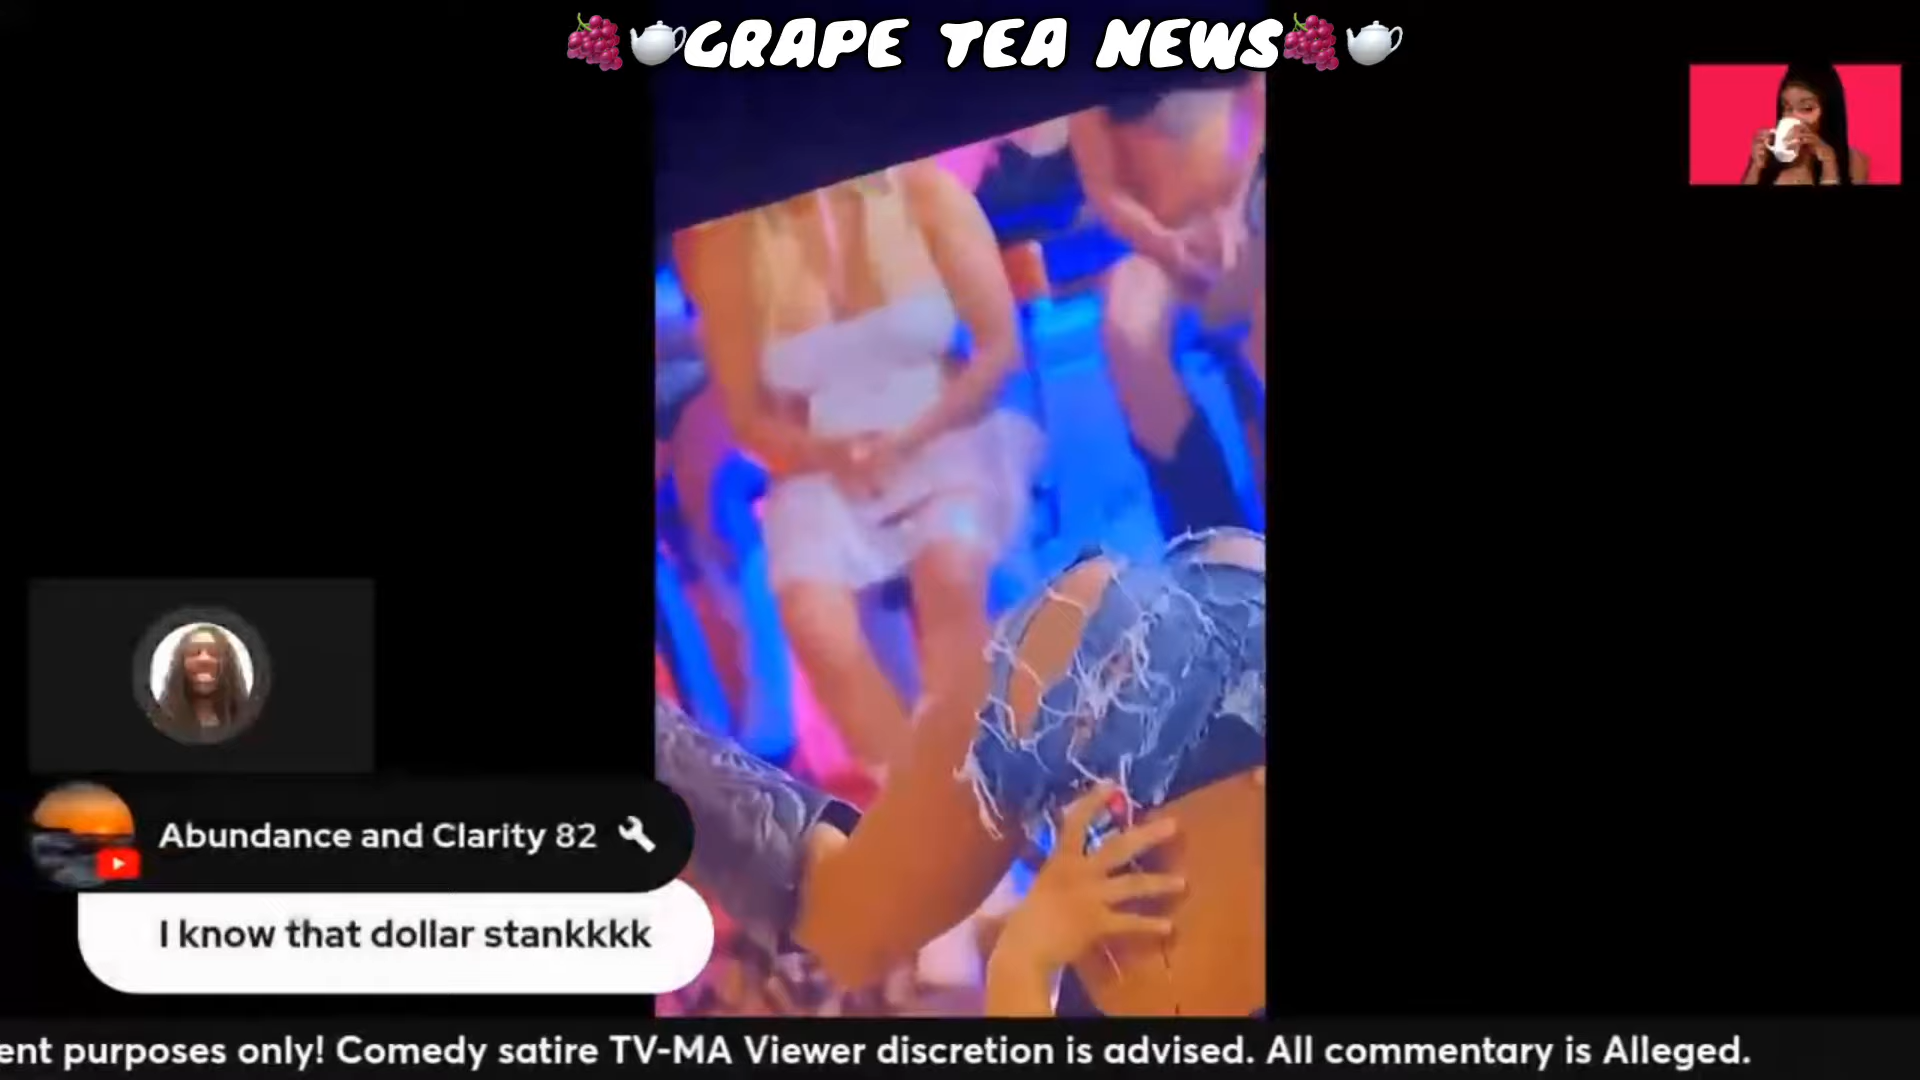 🍇🫖GRAPE TEA NEWS🍇🫖
Abundance and Clarity 82
I know that dollar stankkkk
ent purposes only! Comedy satire TV-MA Viewer discretion is advised. All commentary is Alleged.